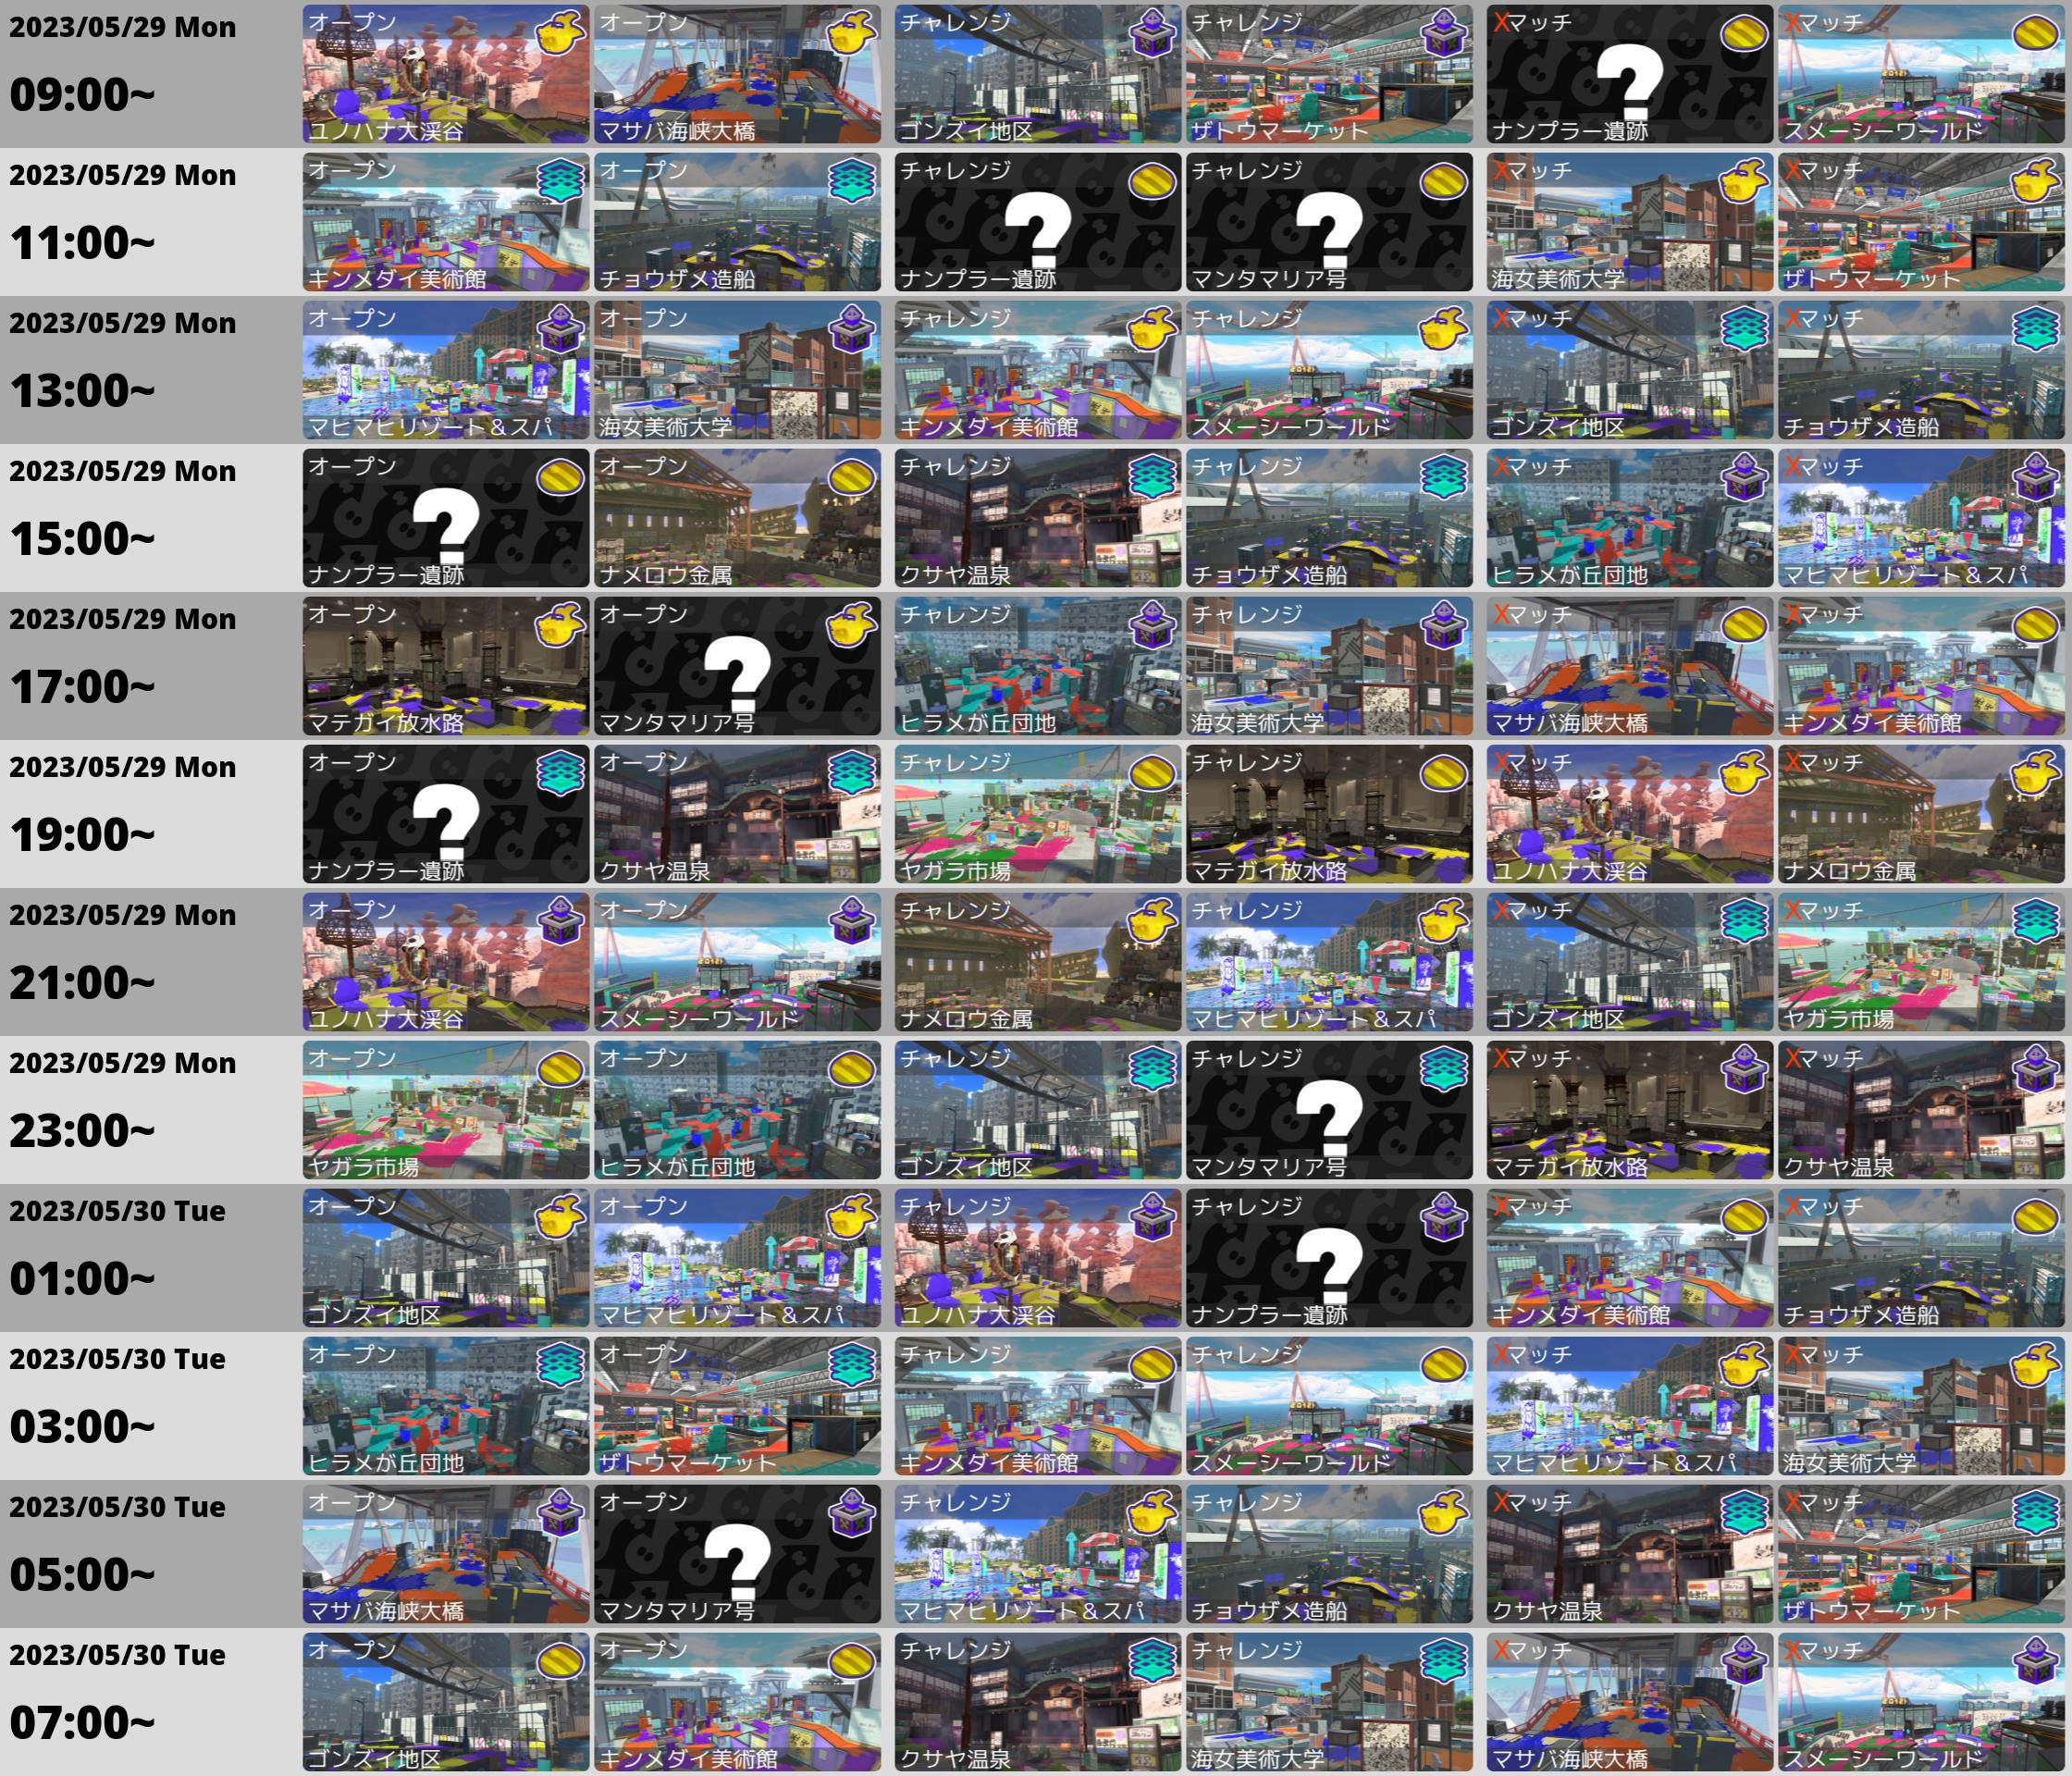 2023/05/29 Mon
09:00~
オープン
ユノハナ大渓谷
オープン
マサバ海峡大橋
チャレンジ
ゴンズイ地区
チャレンジ
ザトウマーケット
Xマッチ
ナンプラー遺跡
Xマッチ
スメーシーワールド
2023/05/29 Mon
11:00~
オープン
キンメダイ美術館
オープン
チョウザメ造船
チャレンジ
ナンプラー遺跡
チャレンジ
マンタマリア号
Xマッチ
海女美術大学
Xマッチ
ザトウマーケット
2023/05/29 Mon
13:00~
オープン
マヒマヒリゾート＆スパ
オープン
海女美術大学
チャレンジ
キンメダイ美術館
チャレンジ
スメーシーワールド
Xマッチ
ゴンズイ地区
Xマッチ
チョウザメ造船
2023/05/29 Mon
15:00~
オープン
ナンプラー遺跡
オープン
ナメロウ金属
チャレンジ
クサヤ温泉
チャレンジ
チョウザメ造船
Xマッチ
ヒラメが丘団地
Xマッチ
マヒマヒリゾート＆スパ
2023/05/29 Mon
17:00~
オープン
マテガイ放水路
オープン
マンタマリア号
チャレンジ
ヒラメが丘団地
チャレンジ
海女美術大学
Xマッチ
マサバ海峡大橋
Xマッチ
キンメダイ美術館
2023/05/29 Mon
19:00~
オープン
ナンプラー遺跡
オープン
クサヤ温泉
チャレンジ
ヤガラ市場
チャレンジ
マテガイ放水路
Xマッチ
ユノハナ大渓谷
Xマッチ
ナメロウ金属
2023/05/29 Mon
21:00~
オープン
ユノハナ大渓谷
オープン
スメーシーワールド
チャレンジ
ナメロウ金属
チャレンジ
マヒマヒリゾート＆スパ
Xマッチ
ゴンズイ地区
Xマッチ
ヤガラ市場
2023/05/29 Mon
23:00~
オープン
ヤガラ市場
オープン
ヒラメが丘団地
チャレンジ
ゴンズイ地区
チャレンジ
マンタマリア号
Xマッチ
マテガイ放水路
Xマッチ
クサヤ温泉
2023/05/30 Tue
01:00~
オープン
ゴンズイ地区
オープン
マヒマヒリゾート＆スパ
チャレンジ
ユノハナ大渓谷
チャレンジ
ナンプラー遺跡
Xマッチ
キンメダイ美術館
Xマッチ
チョウザメ造船
2023/05/30 Tue
03:00~
オープン
ヒラメが丘団地
オープン
ザトウマーケット
チャレンジ
キンメダイ美術館
チャレンジ
スメーシーワールド
Xマッチ
マヒマヒリゾート＆スパ
Xマッチ
海女美術大学
2023/05/30 Tue
05:00~
オープン
マサバ海峡大橋
オープン
マンタマリア号
チャレンジ
マヒマヒリゾート＆スパ
チャレンジ
チョウザメ造船
Xマッチ
クサヤ温泉
Xマッチ
ザトウマーケット
2023/05/30 Tue
07:00~
オープン
ゴンズイ地区
オープン
キンメダイ美術館
チャレンジ
クサヤ温泉
チャレンジ
海女美術大学
Xマッチ
マサバ海峡大橋
Xマッチ
スメーシーワールド